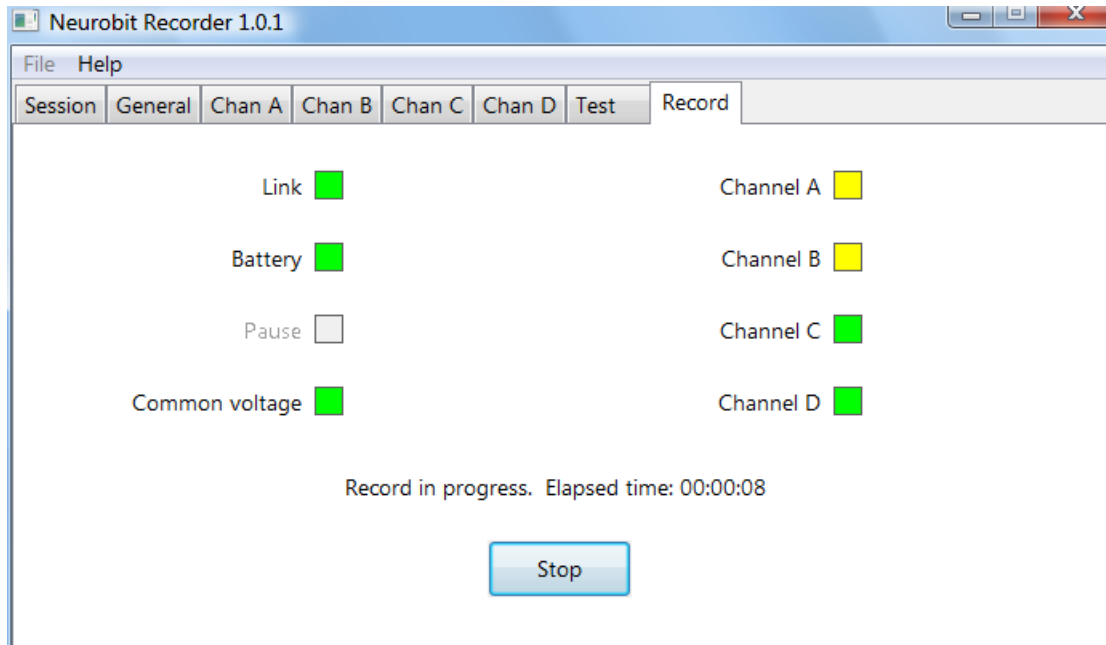 Neurobit Recorder 1.0.1
File Help
Session General Chan A Chan B Chan C Chan D Test Record
Link Channel A
Battery Channel B
Pause Channel C
Common voltage Channel D
Record in progress. Elapsed time: 00:00:08
Stop